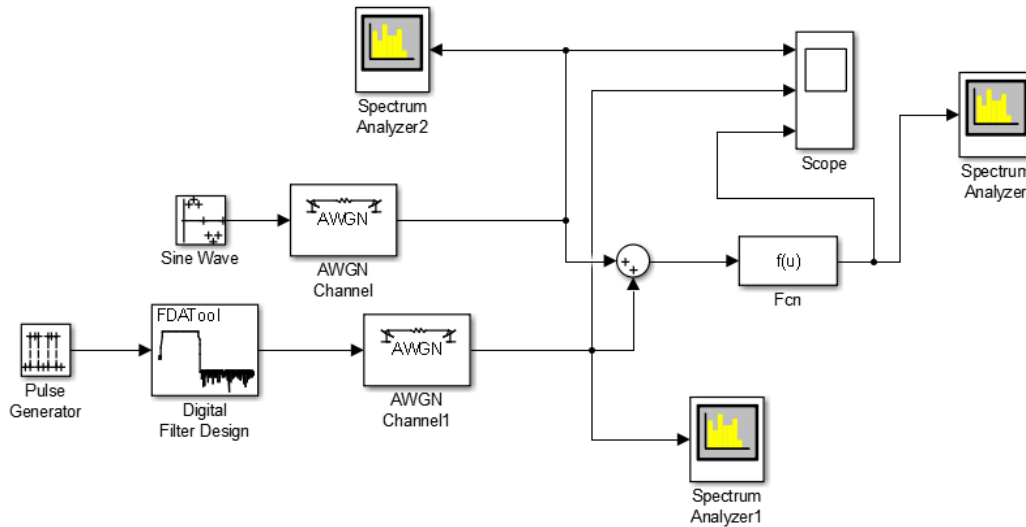 Spectrum
Analyzer2
Scope
Spectrum
Analyzer
AWGN
Sine Wave
AWGN
Channel
+
+
f(u)
Fcn
FDATool
AWGN
Pulse
Generator
Digital
Filter Design
AWGN
Channel1
Spectrum
Analyzer1